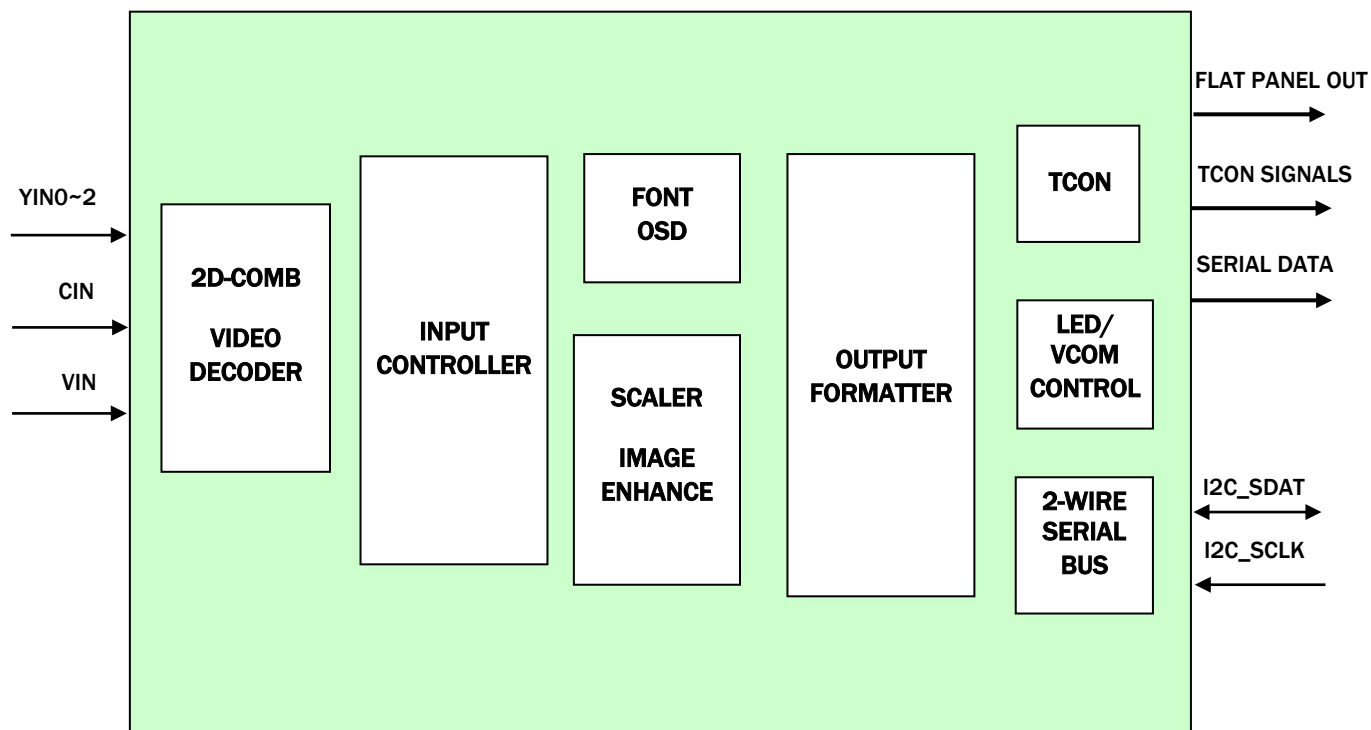 YIN0~2
CIN
VIN
2D-COMB
VIDEO
DECODER
INPUT
CONTROLLER
FONT
OSD
SCALER
IMAGE
ENHANCE
OUTPUT
FORMATTER
TCON
LED/
VCOM
CONTROL
2-WIRE
SERIAL
BUS
FLAT PANEL OUT
TCON SIGNALS
SERIAL DATA
I2C_SDAT
I2C_SCLK